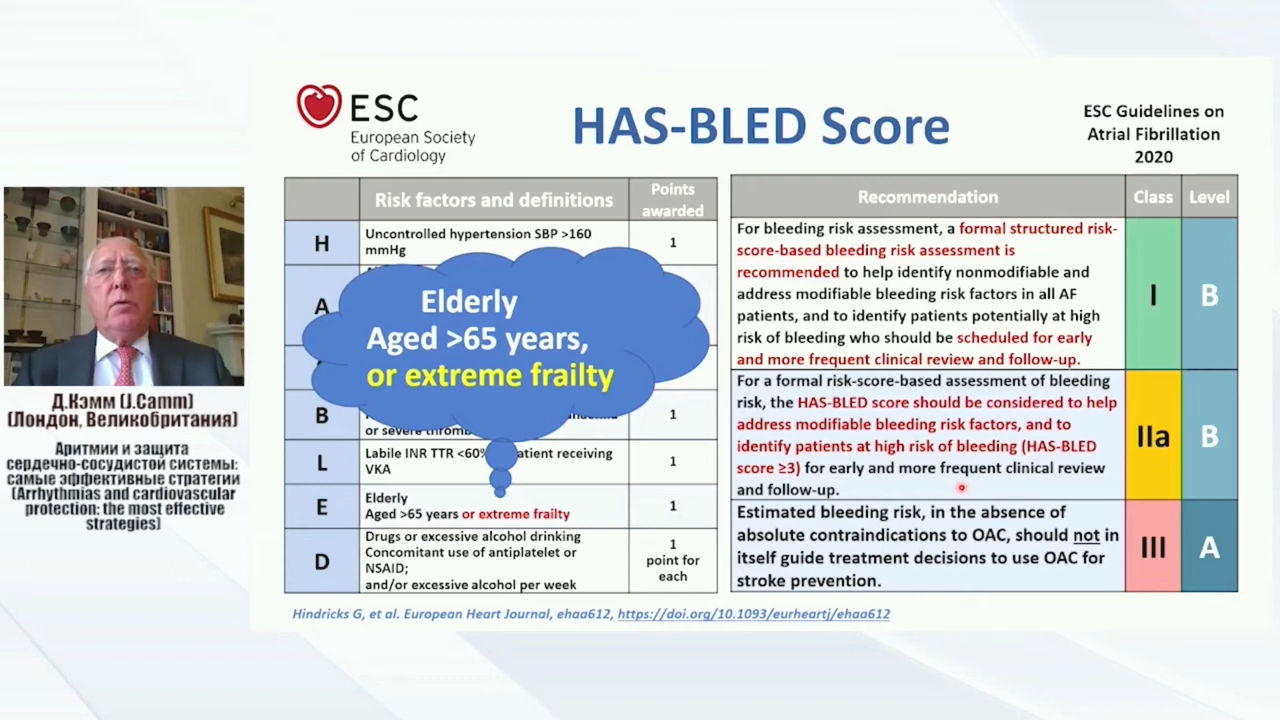 ESC
European Society
of Cardiology
HAS-BLED Score
ESC Guidelines on
Atrial Fibrillation
2020
Risk factors and definitions
Points
awarded
H
Uncontrolled hypertension SBP >160
mmHg
1
A
Elderly
Aged >65 years,
or extreme frailty
B
or severe
1
L
Labile INR TTR <60% patient receiving
VKA
1
E
Elderly
Aged >65 years or extreme frailty
1
D
Drugs or excessive alcohol drinking
Concomitant use of antiplatelet or
NSAID;
and/or excessive alcohol per week
1
point for
each
Recommendation
Class
Level
For bleeding risk assessment, a formal structured risk-
score-based bleeding risk assessment is
recommended to help identify nonmodifiable and
address modifiable bleeding risk factors in all AF
patients, and to identify patients potentially at high
risk of bleeding who should be scheduled for early
and more frequent clinical review and follow-up.
I
B
For a formal risk-score-based assessment of bleeding
risk, the HAS-BLED score should be considered to help
address modifiable bleeding risk factors, and to
identify patients at high risk of bleeding (HAS-BLED
score ≥3) for early and more frequent clinical review
and follow-up.
IIa
B
Estimated bleeding risk, in the absence of
absolute contraindications to OAC, should not in
itself guide treatment decisions to use OAC for
stroke prevention.
III
A
Hindricks G, et al. European Heart Journal, ehaa612, https://doi.org/10.1093/eurheartj/ehaa612
Д.Кэмм (J.Camm)
(Лондон, Великобритания)
Аритмии и защита
сердечно-сосудистой системы:
самые эффективные стратегии
(Arrhythmias and cardiovascular
protection: the most effective
strategies)